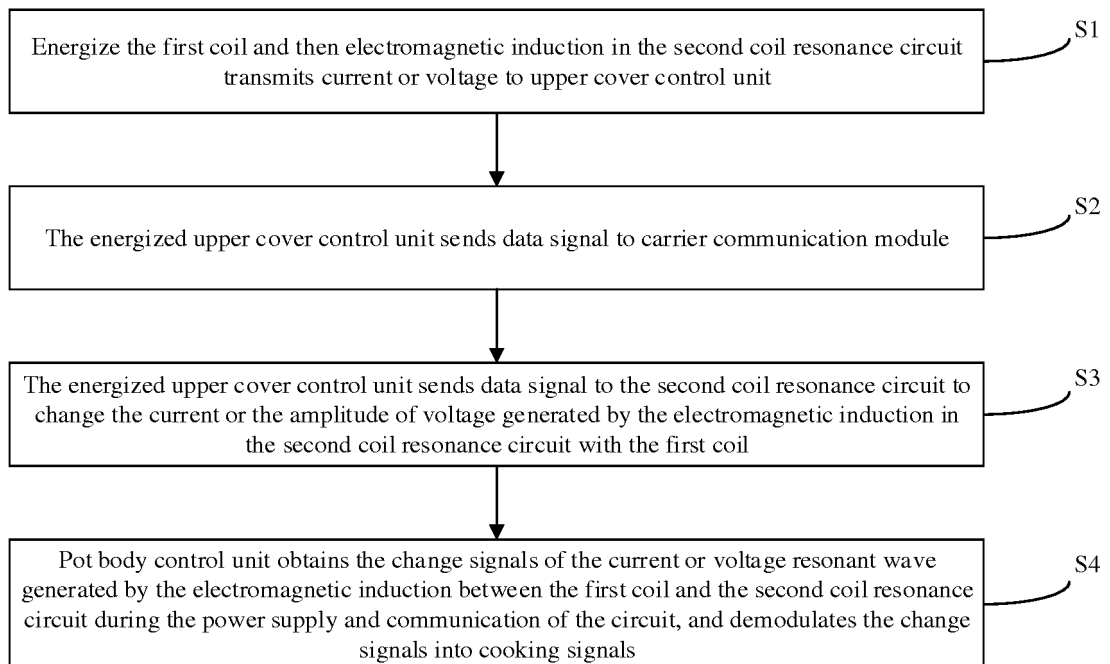 Energize the first coil and then electromagnetic induction in the second coil resonance circuit
transmits current or voltage to upper cover control unit
S1
The energized upper cover control unit sends data signal to carrier communication module
S2
The energized upper cover control unit sends data signal to the second coil resonance circuit to
change the current or the amplitude of voltage generated by the electromagnetic induction in
the second coil resonance circuit with the first coil
S3
Pot body control unit obtains the change signals of the current or voltage resonant wave
generated by the electromagnetic induction between the first coil and the second coil resonance
circuit during the power supply and communication of the circuit, and demodulates the change
signals into cooking signals
S4